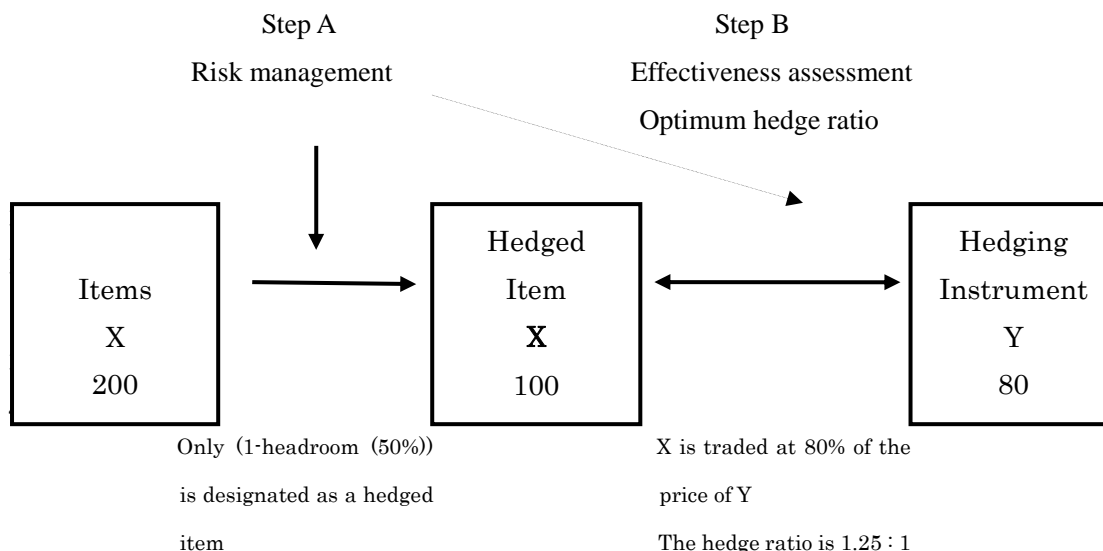 Step A
Risk management
Step B
Effectiveness assessment
Optimum hedge ratio
Items
X
200
Hedged
Item
X
100
Hedging
Instrument
Y
80
Only (1-headroom (50%))
is designated as a hedged
item
X is traded at 80% of the
price of Y
The hedge ratio is 1.25 : 1